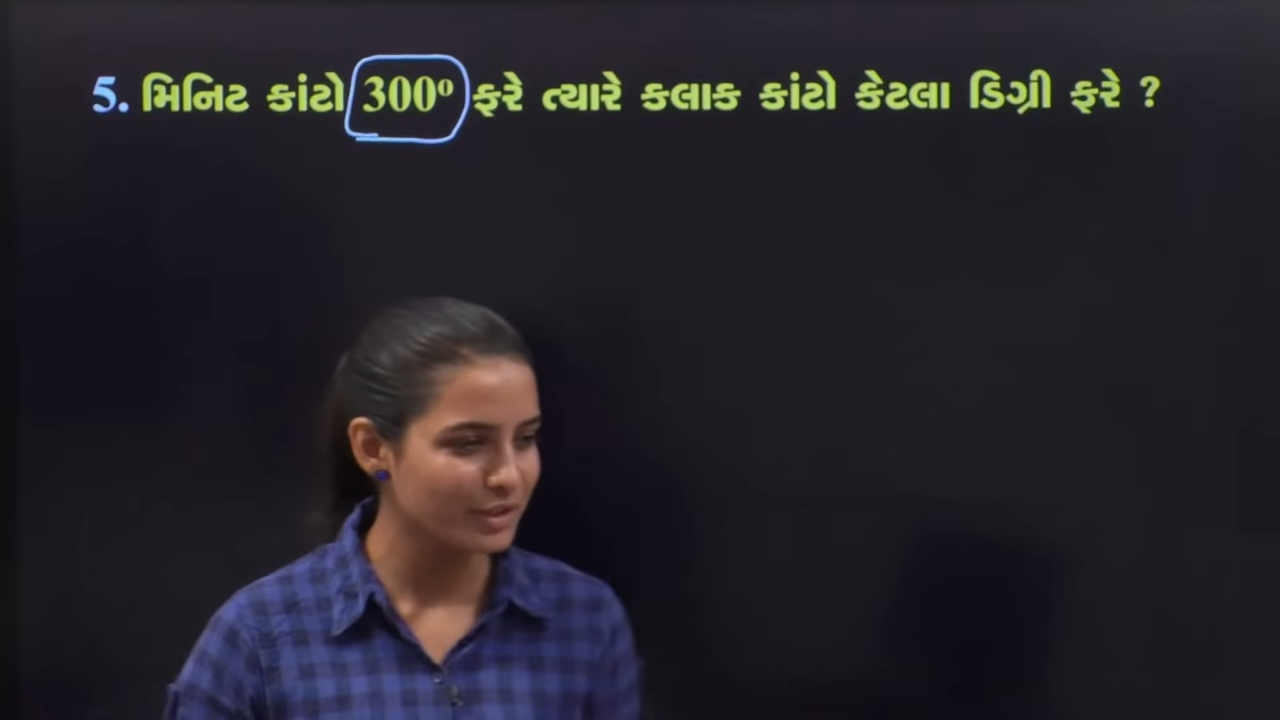 5. મિનિટ કાંટો 300° ફરે ત્યારે કલાક કાંટો કેટલા ડિગ્રી ફરે ?